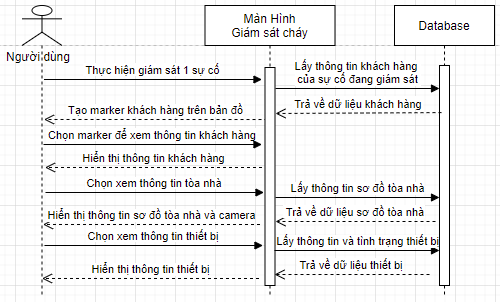 Màn Hình
Giám sát cháy
Database
Người dùng
Thực hiện giám sát 1 sự cố
Lấy thông tin khách hàng
của sự cố đang giám sát
Trả về dữ liệu khách hàng
Tạo marker khách hàng trên bản đồ
Chọn marker để xem thông tin khách hàng
Hiển thị thông tin khách hàng
Chọn xem thông tin tòa nhà
Lấy thông tin sơ đồ tòa nhà
Trả về dữ liệu sơ đồ tòa nhà
Hiển thị thông tin sơ đồ tòa nhà và camera
Chọn xem thông tin thiết bị
Lấy thông tin và tình trạng thiết bị
Trả về dữ liệu thiết bị
Hiển thị thông tin thiết bị